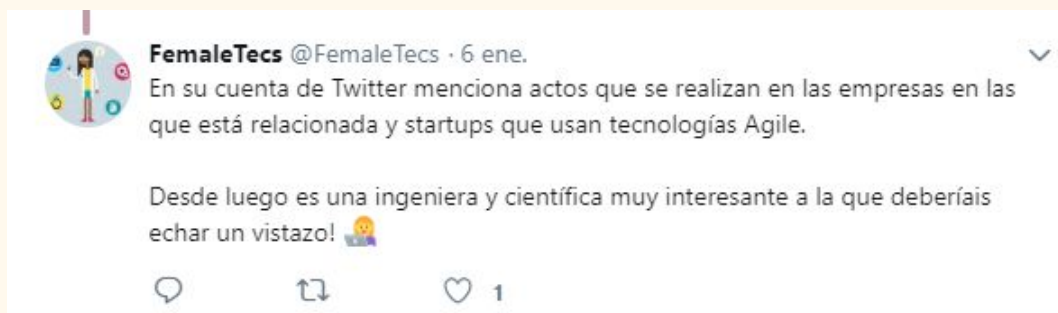 FemaleTecs @FemaleTecs · 6 ene.
En su cuenta de Twitter menciona actos que se realizan en las empresas en las
que está relacionada y startups que usan tecnologías Agile.
Desde luego es una ingeniera y científica muy interesante a la que deberíais
echar un vistazo! 👩‍💻
1